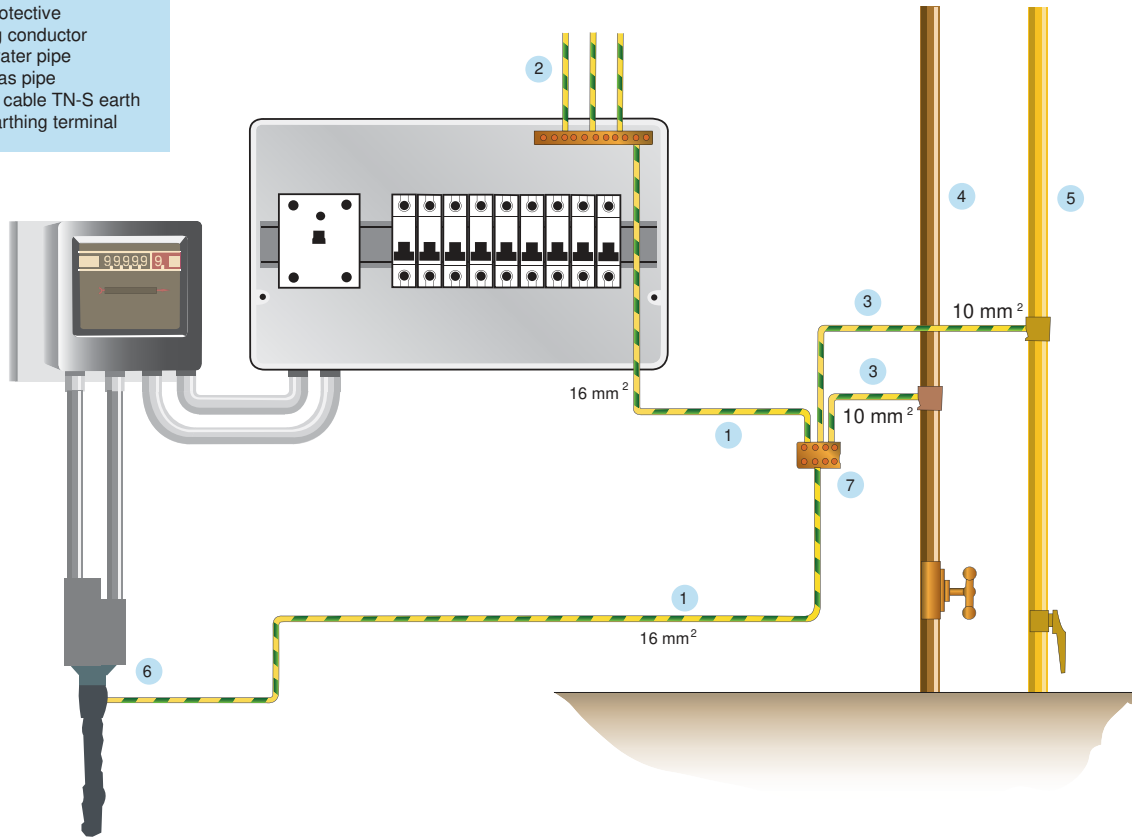 otective
g conductor
ater pipe
as pipe
cable TN-S earth
arthing terminal
2
4
5
99999 9
3
10 mm²
3
16 mm²
10 mm²
1
7
1
16 mm²
6